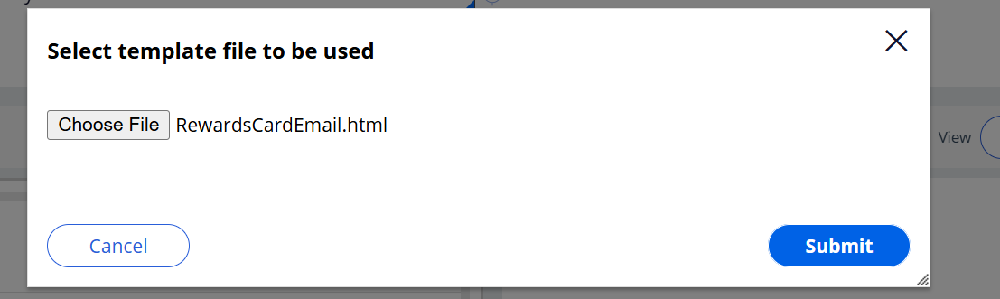 Select template file to be used
Choose File RewardsCardEmail.html
View
Cancel
Submit